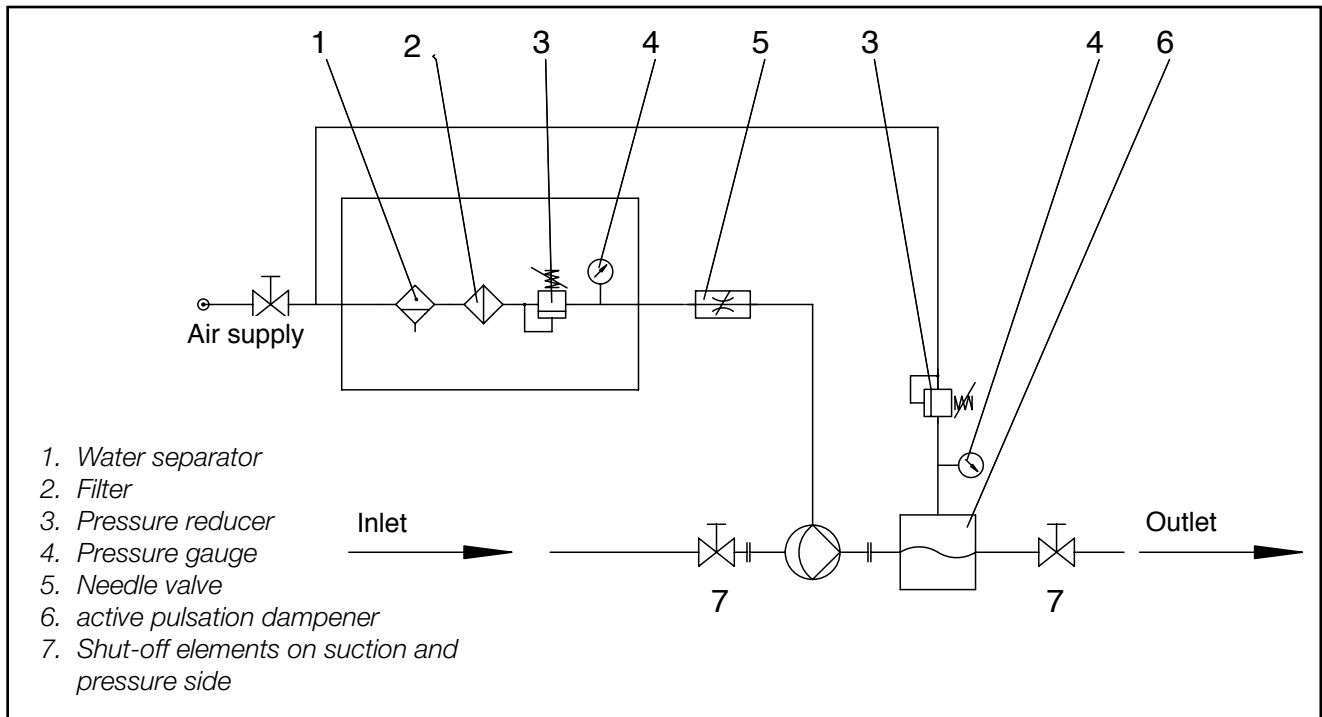 1 2 3 4 5 3 4 6
Air supply
1. Water separator
2. Filter
3. Pressure reducer
4. Pressure gauge
5. Needle valve
6. active pulsation dampener
7. Shut-off elements on suction and
pressure side
Inlet
Outlet
7 7